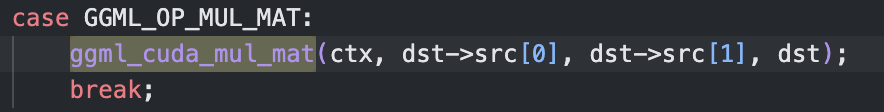 case GGML_OP_MUL_MAT:
ggml_cuda_mul_mat(ctx, dst->src[0], dst->src[1], dst);
break;